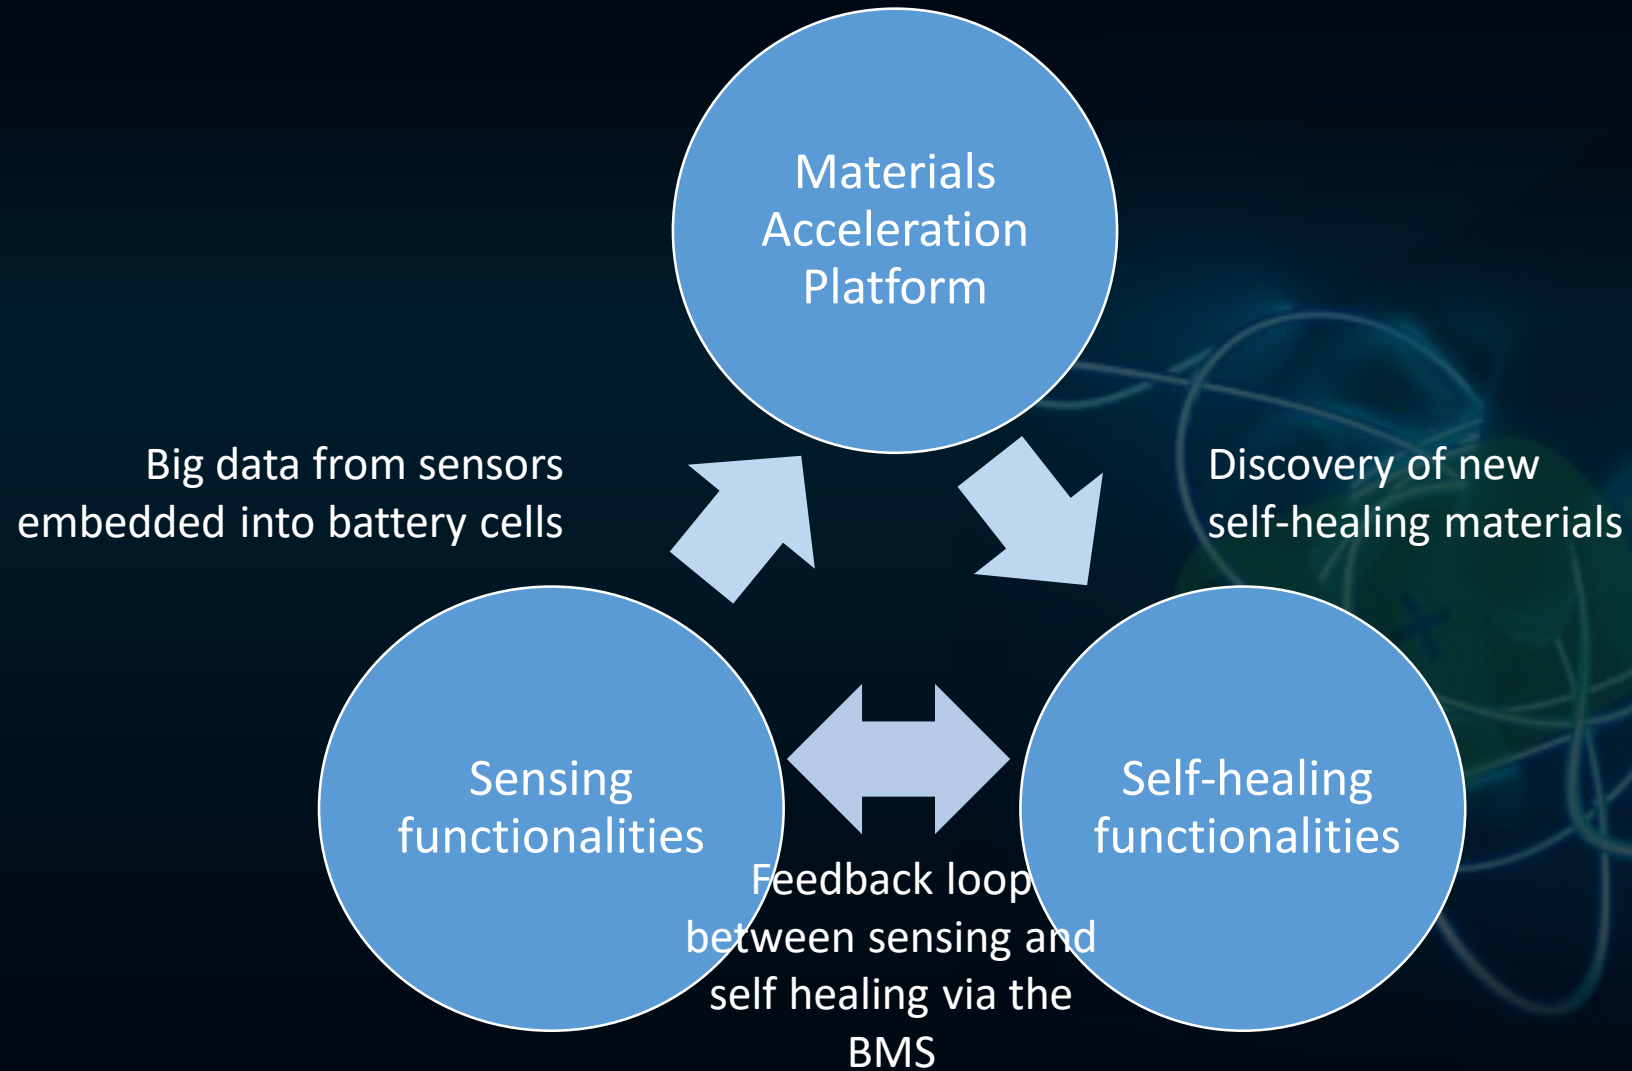 Materials
Acceleration
Platform
Big data from sensors
embedded into battery cells
Discovery of new
self-healing materials
Sensing
functionalities
Self-healing
functionalities
Feedback loop
between sensing and
self healing via the
BMS